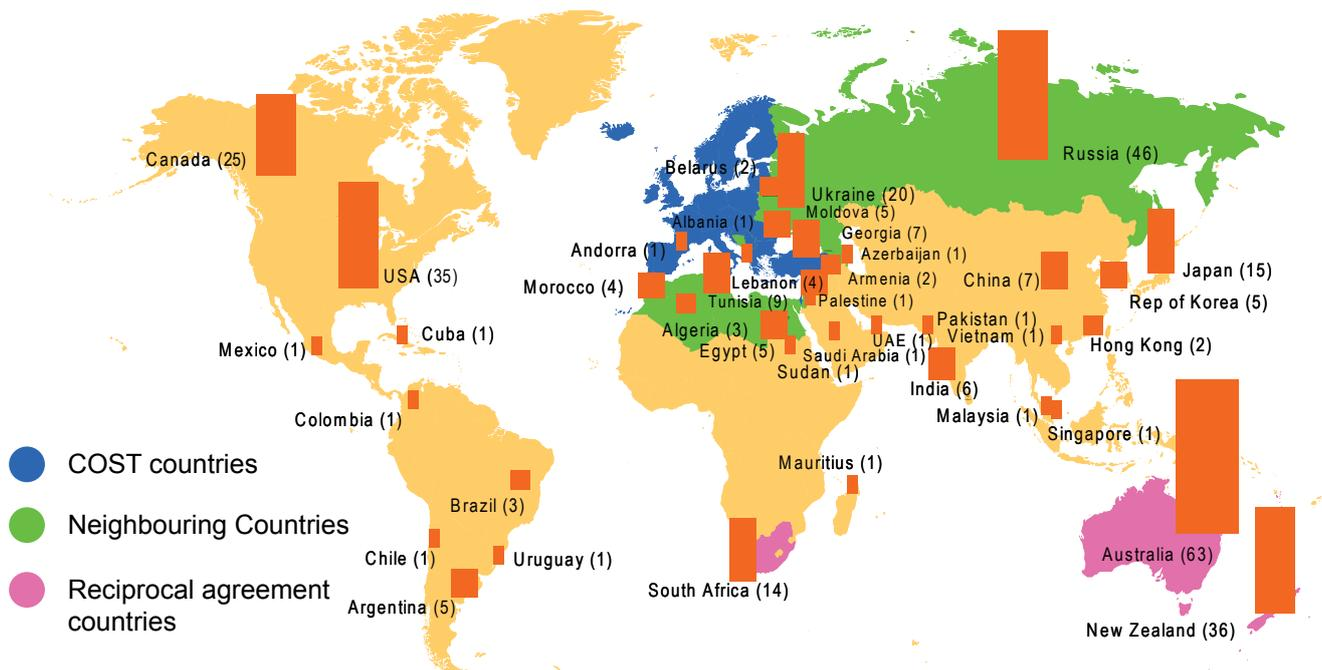 Canada (25)
Belarus (2)
Russia (46)
Ukraine (20)
Moldova (5)
Albania (1)
Georgia (7)
Andorra (1)
Azerbaijan (1)
USA (35)
Morocco (4)
Lebanon (4)
Armenia (2)
China (7)
Japan (15)
Tunisia (9)
Palestine (1)
Rep of Korea (5)
Cuba (1)
Algeria (3)
Pakistan (1)
Mexico (1)
Egypt (5)
UAE (1)
Vietnam (1)
Hong Kong (2)
Saudi Arabia (1)
Sudan (1)
India (6)
Colombia (1)
Malaysia (1)
Singapore (1)
COST countries
Mauritius (1)
Brazil (3)
Neighbouring Countries
Chile (1)
Uruguay (1)
Australia (63)
Reciprocal agreement
countries
South Africa (14)
Argentina (5)
New Zealand (36)